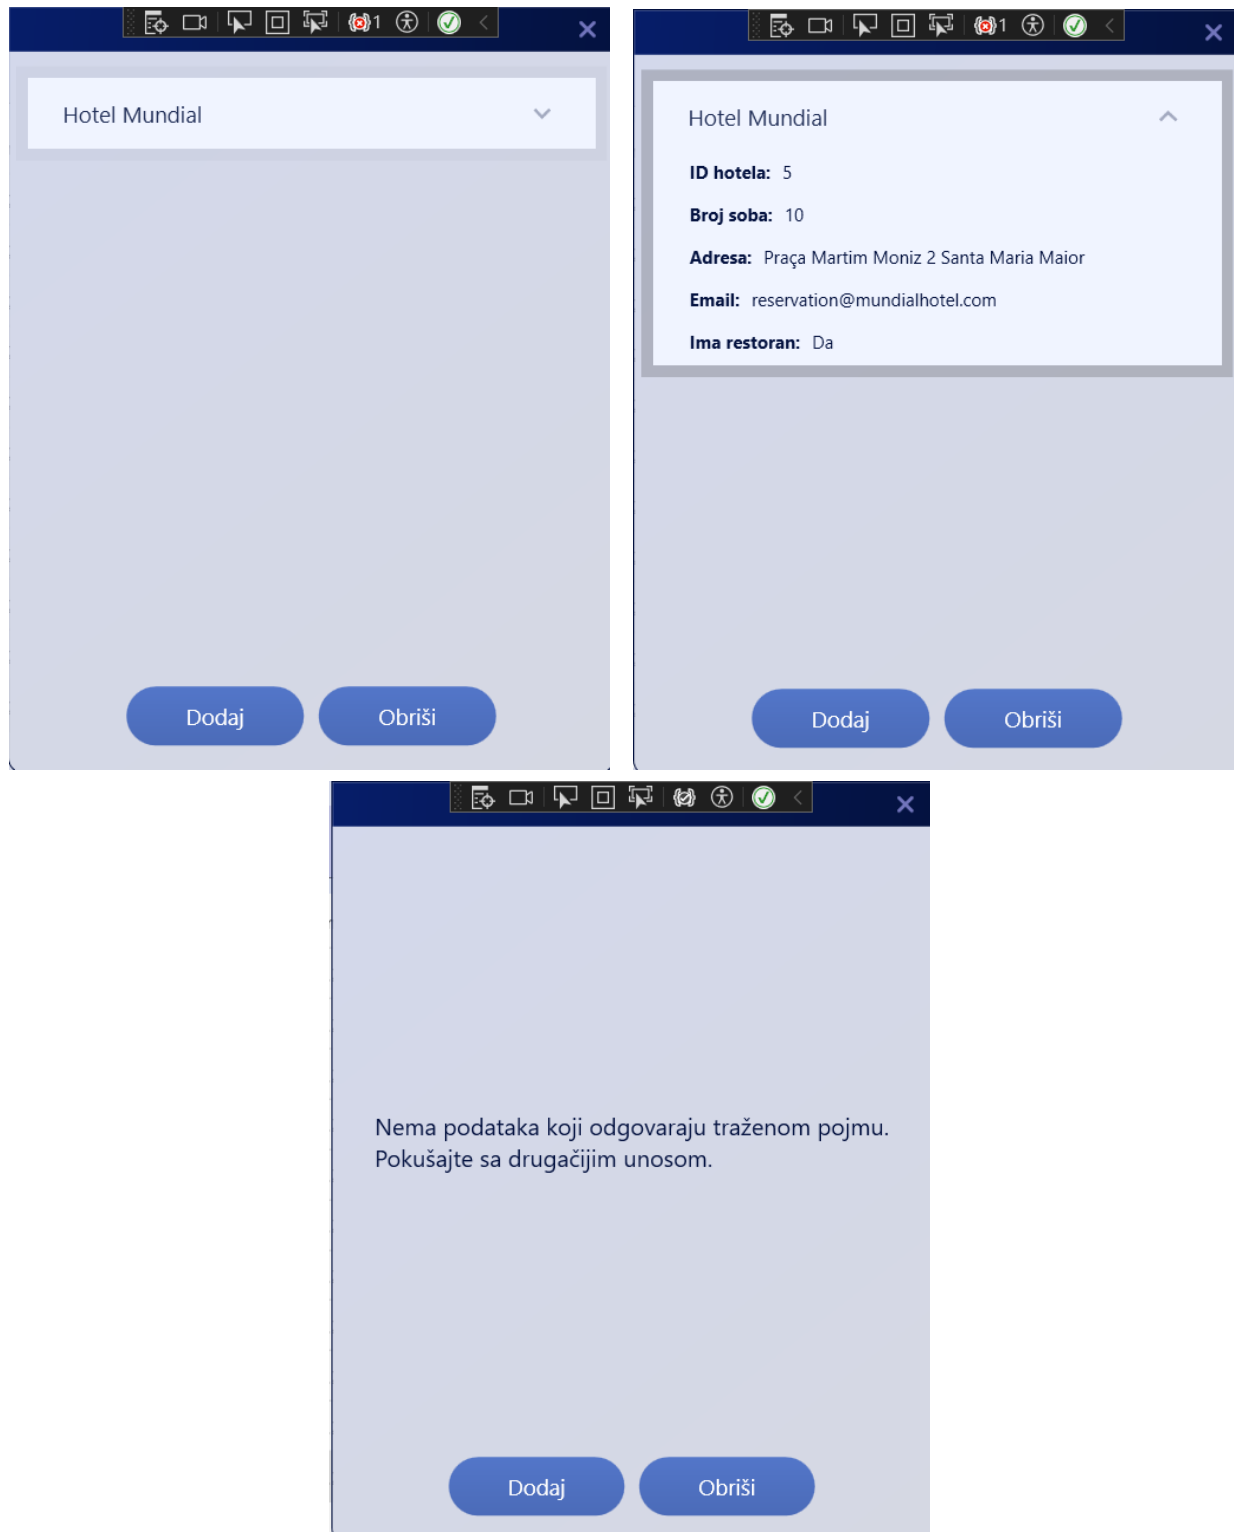 1
Hotel Mundial
Dodaj
Obriši
1
Hotel Mundial
ID hotela: 5
Broj soba: 10
Adresa: Praça Martim Moniz 2 Santa Maria Maior
Email: reservation@mundialhotel.com
Ima restoran: Da
Dodaj
Obriši
Nema podataka koji odgovaraju traženom pojmu.
Pokušajte sa drugačijim unosom.
Dodaj
Obriši